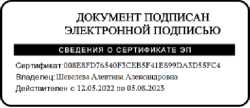 ДОКУМЕНТ ПОДПИСАН
ЭЛЕКТРОННОЙ ПОДПИСЬЮ
СВЕДЕНИЯ О СЕРТИФИКАТЕ ЭП
Сертификат 008E8FD76540F3CEB5F41E899DA3D55FC4
Владелец: Шевелева Алевтина Александровна
Действителен с 12.05.2022 по 05.08.2023